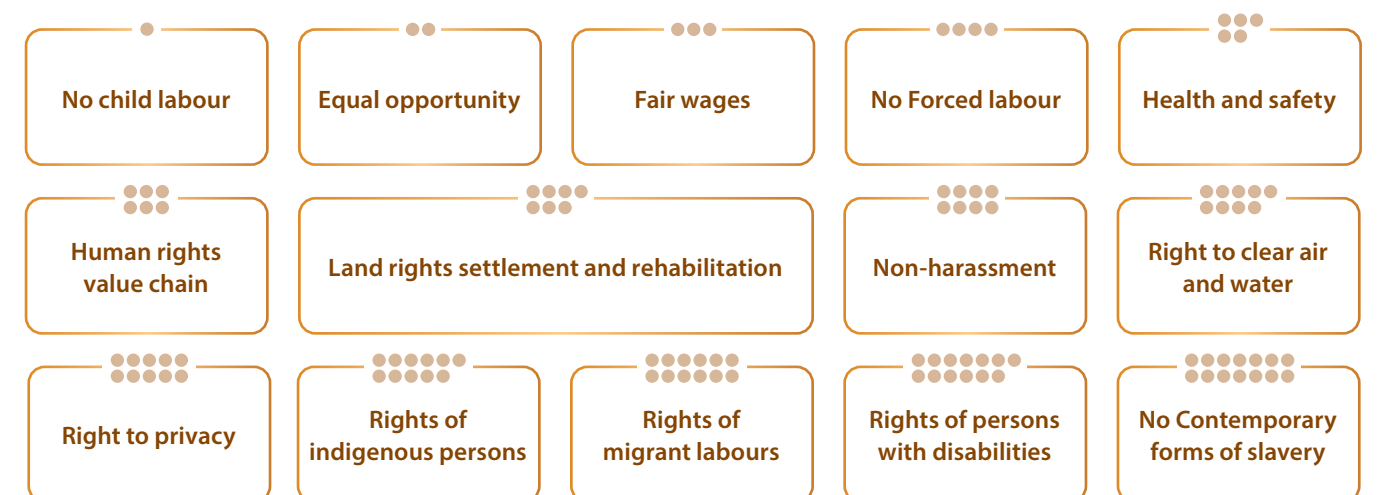 No child labour
Equal opportunity
Fair wages
No Forced labour
Health and safety
Human rights
value chain
Land rights settlement and rehabilitation
Non-harassment
Right to clear air
and water
Right to privacy
Rights of
indigenous persons
Rights of
migrant labours
Rights of persons
with disabilities
No Contemporary
forms of slavery